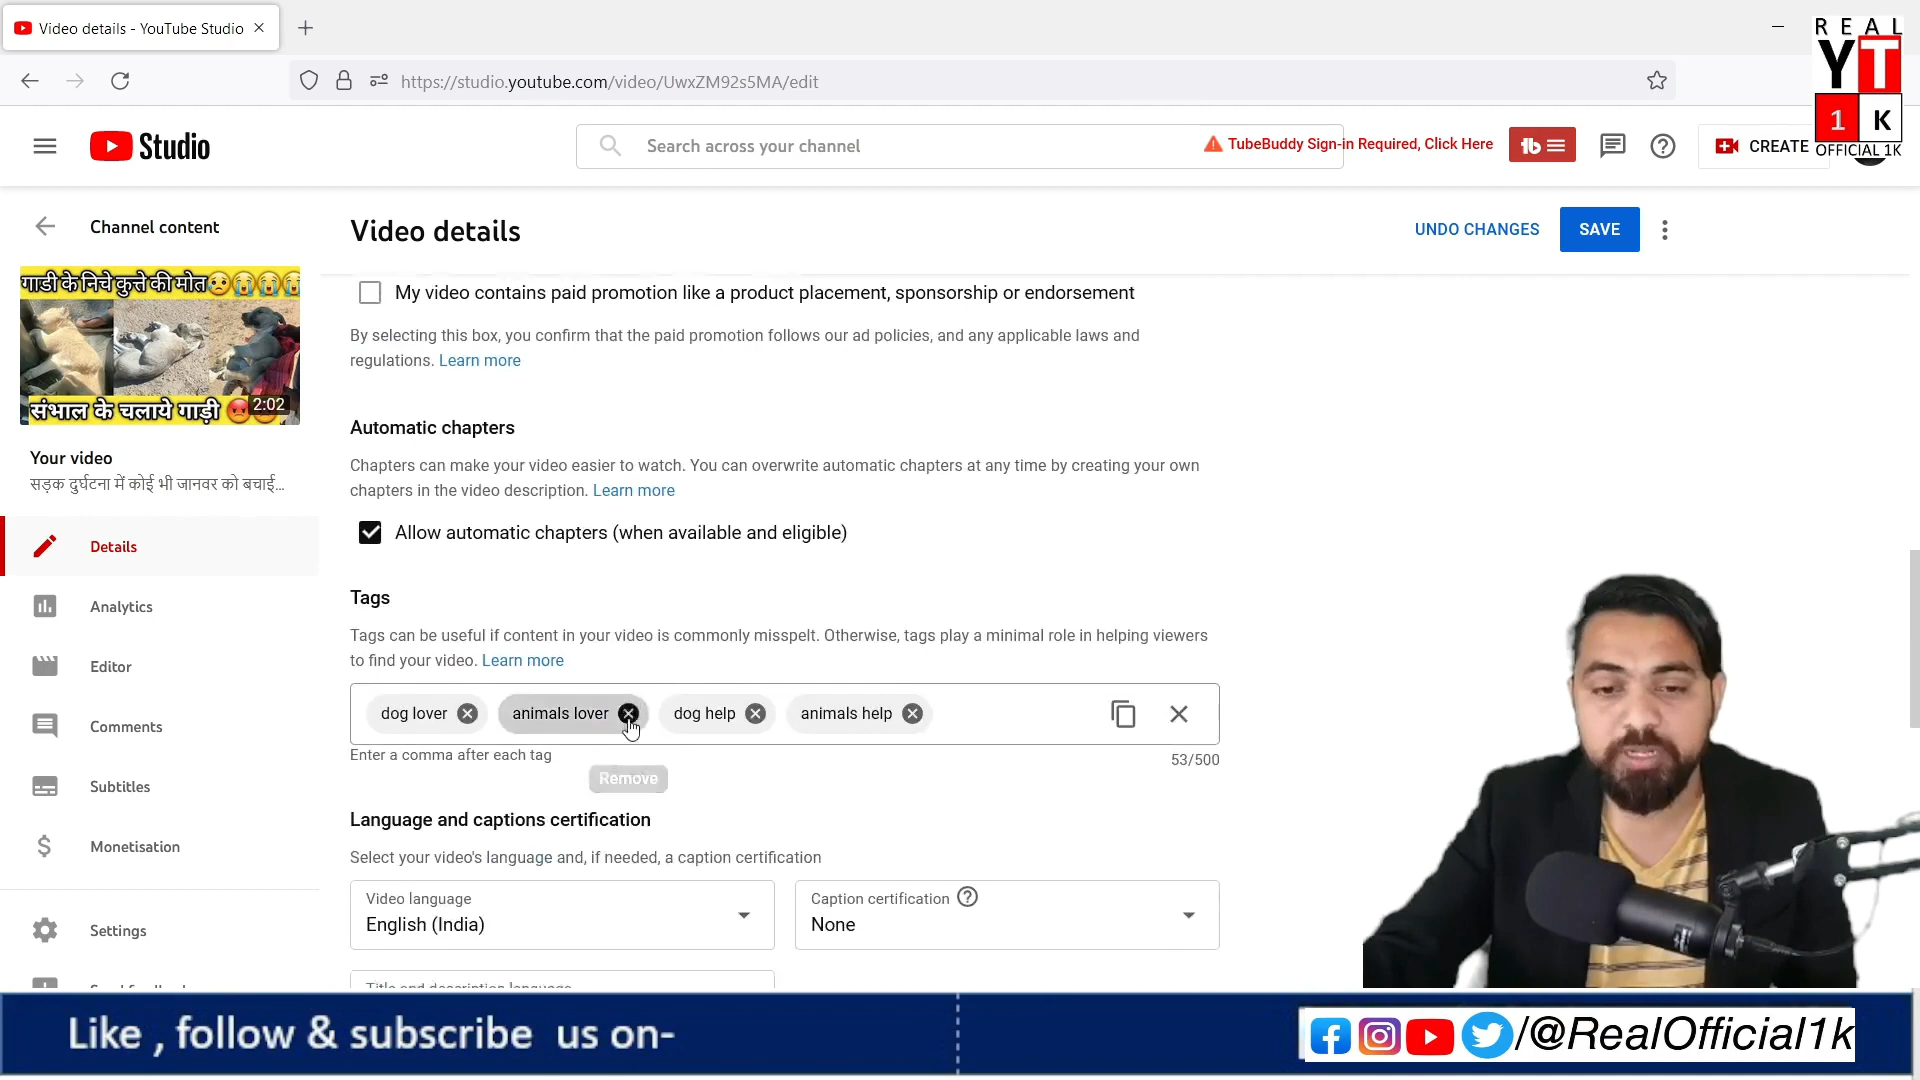 Video details - YouTube Studio
https://studio.youtube.com/video/UwxZM92s5MA/edit
REAL
YT
1 K
OFFICIAL 1K
Studio
Search across your channel
TubeBuddy Sign-in Required, Click Here
tb
CREATE
Channel content
Video details
UNDO CHANGES
SAVE
गाडी के निचे कुत्ते की मोत
संभाल के चलाये गाड़ी
2:02
Your video
सड़क दुर्घटना में कोई भी जानवर को बचाई...
Details
Analytics
Editor
Comments
Subtitles
Monetisation
Settings
My video contains paid promotion like a product placement, sponsorship or endorsement
By selecting this box, you confirm that the paid promotion follows our ad policies, and any applicable laws and
regulations. Learn more
Automatic chapters
Chapters can make your video easier to watch. You can overwrite automatic chapters at any time by creating your own
chapters in the video description. Learn more
Allow automatic chapters (when available and eligible)
Tags
Tags can be useful if content in your video is commonly misspelt. Otherwise, tags play a minimal role in helping viewers
to find your video. Learn more
dog lover animals lover dog help animals help
Enter a comma after each tag
53/500
Remove
Language and captions certification
Select your video's language and, if needed, a caption certification
Video language
English (India)
Caption certification
None
Title and description language
Like , follow & subscribe us on-
/@RealOfficial1k